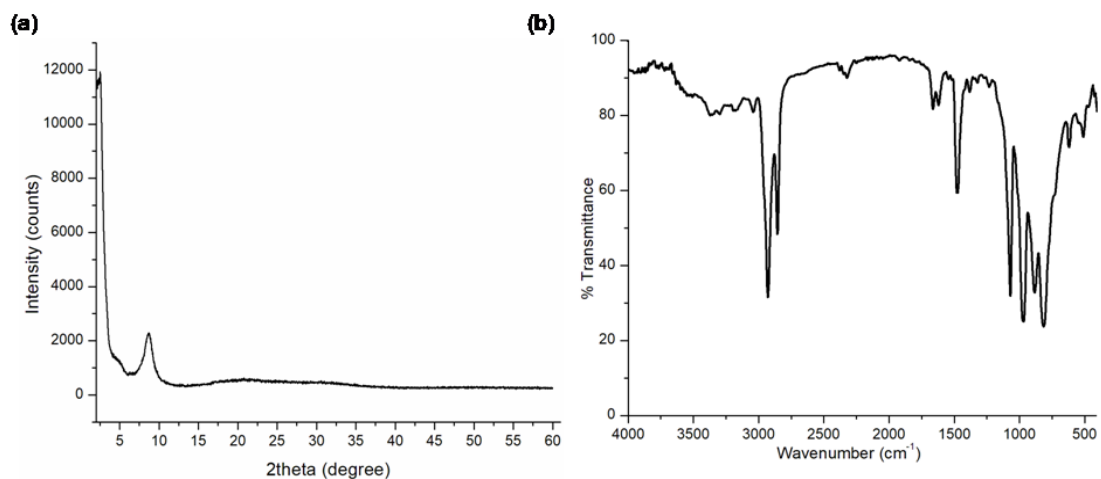 (a)
12000
10000
8000
6000
4000
2000
0
Intensity (counts)
5 10 15 20 25 30 35 40 45 50 55 60
2theta (degree)
(b)
100
80
60
40
20
0
% Transmittance
4000 3500 3000 2500 2000 1500 1000 500
Wavenumber (cm⁻¹)